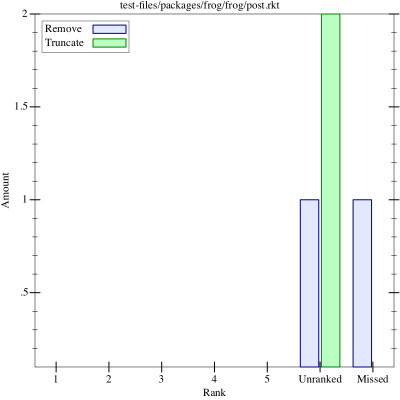 test-files/packages/frog/frog/post.rkt
Remove
Truncate
2
1.5
1
.5
Amount
1 2 3 4 5 Unranked Missed
Rank